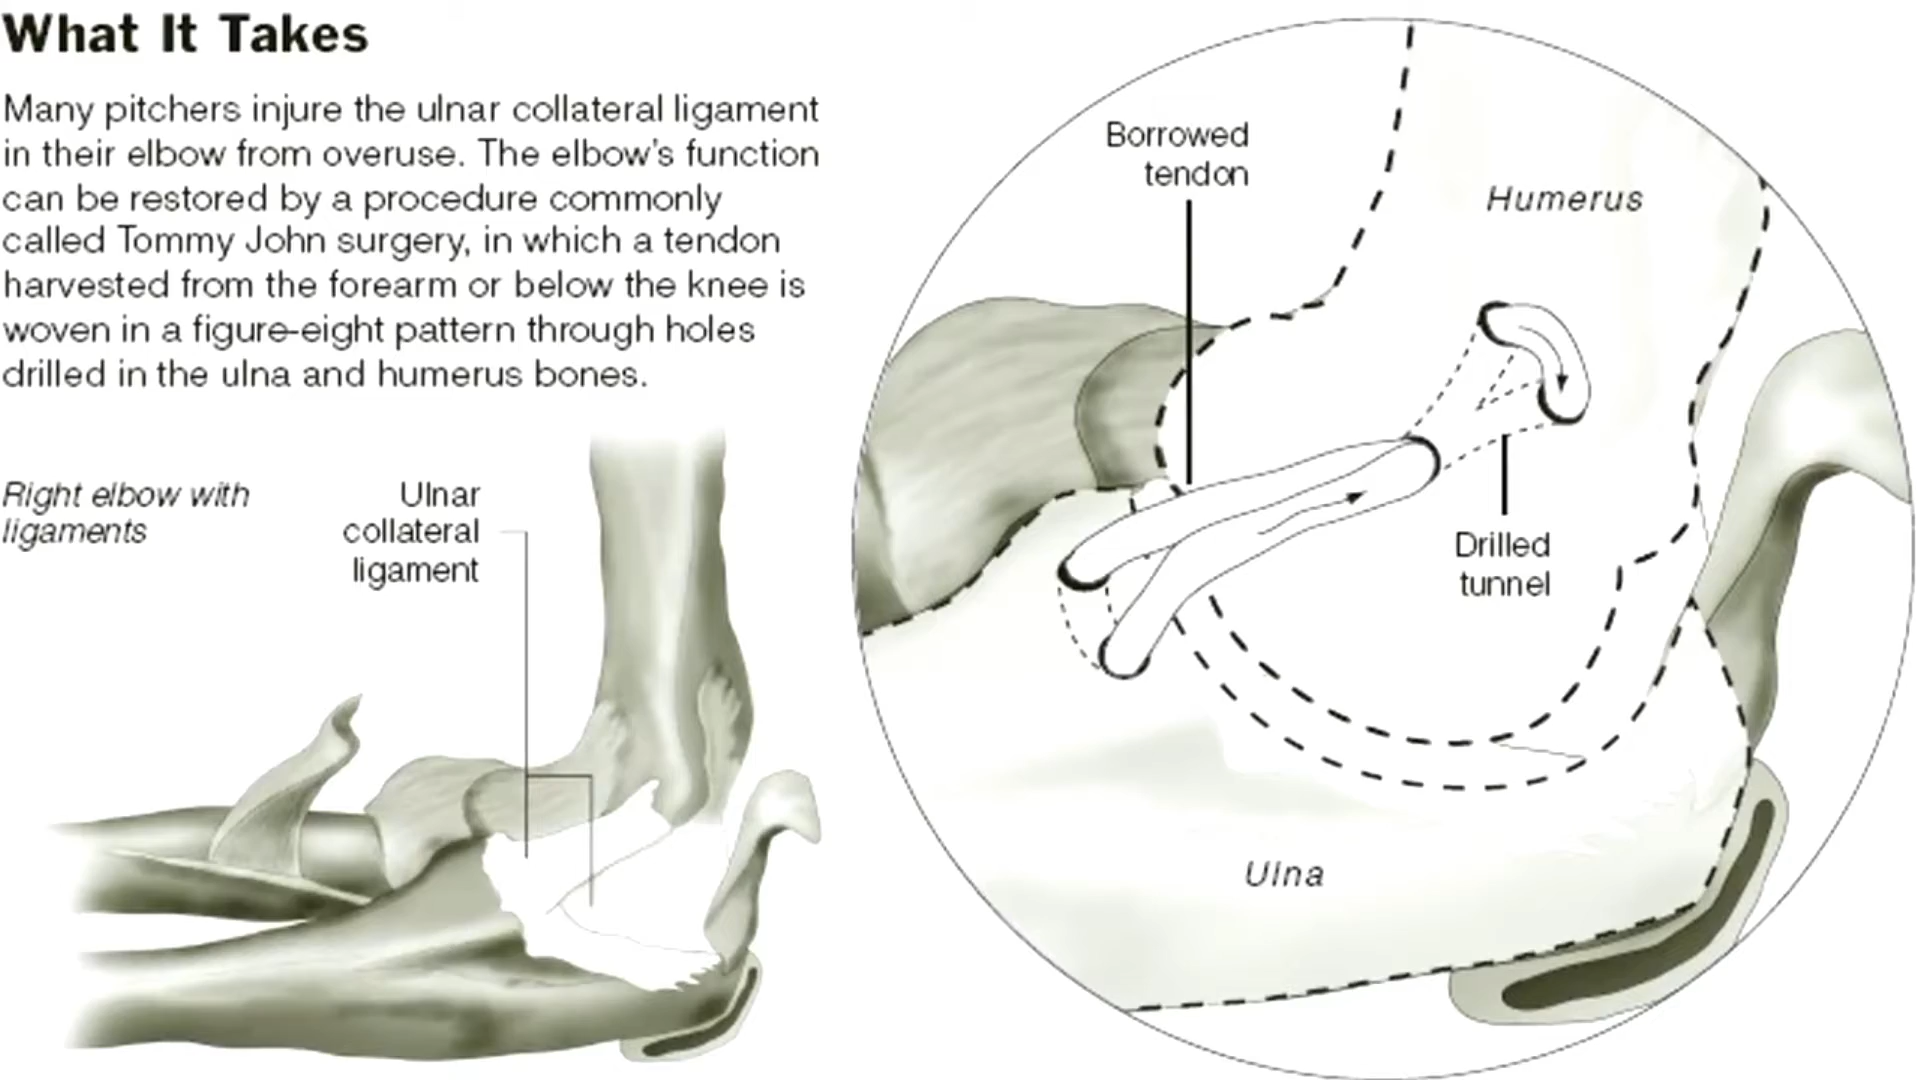 What It Takes
Many pitchers injure the ulnar collateral ligament
in their elbow from overuse. The elbow's function
can be restored by a procedure commonly
called Tommy John surgery, in which a tendon
harvested from the forearm or below the knee is
woven in a figure-eight pattern through holes
drilled in the ulna and humerus bones.
Right elbow with
ligaments
Ulnar
collateral
ligament
Borrowed
tendon
Humerus
Drilled
tunnel
Ulna